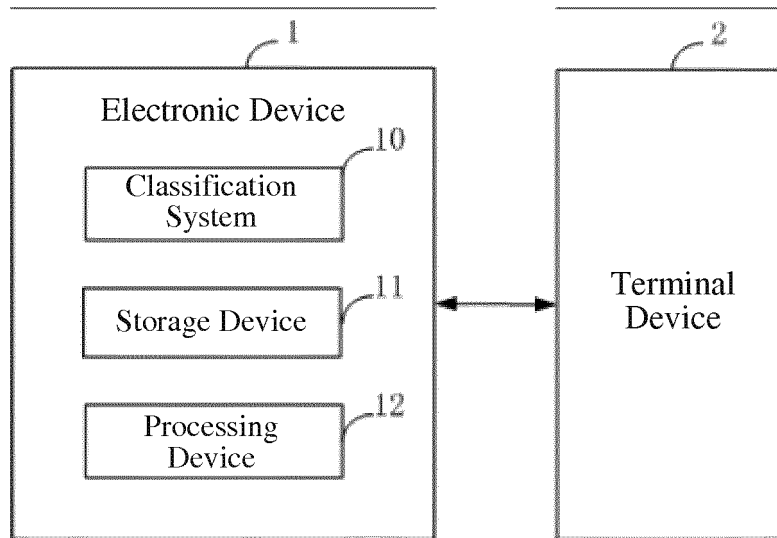 1
Electronic Device
10
Classification
System
11
Storage Device
12
Processing
Device
2
Terminal
Device